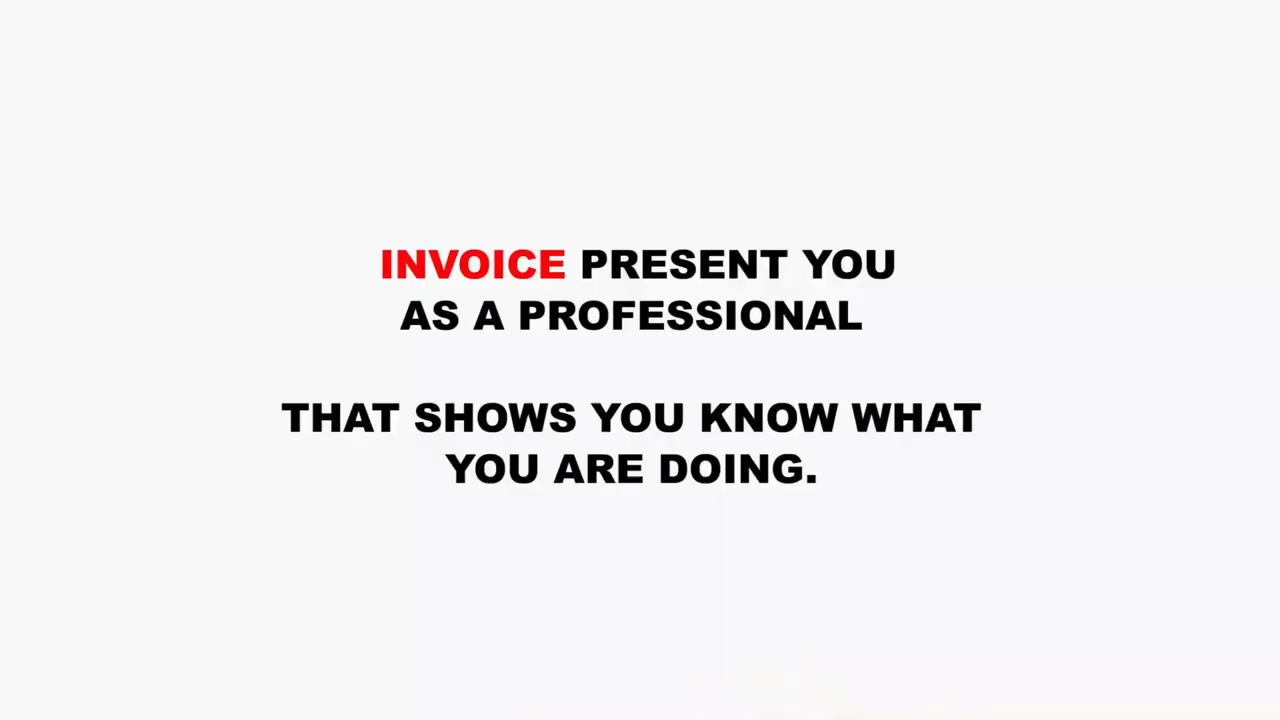 INVOICE PRESENT YOU
AS A PROFESSIONAL
THAT SHOWS YOU KNOW WHAT
YOU ARE DOING.